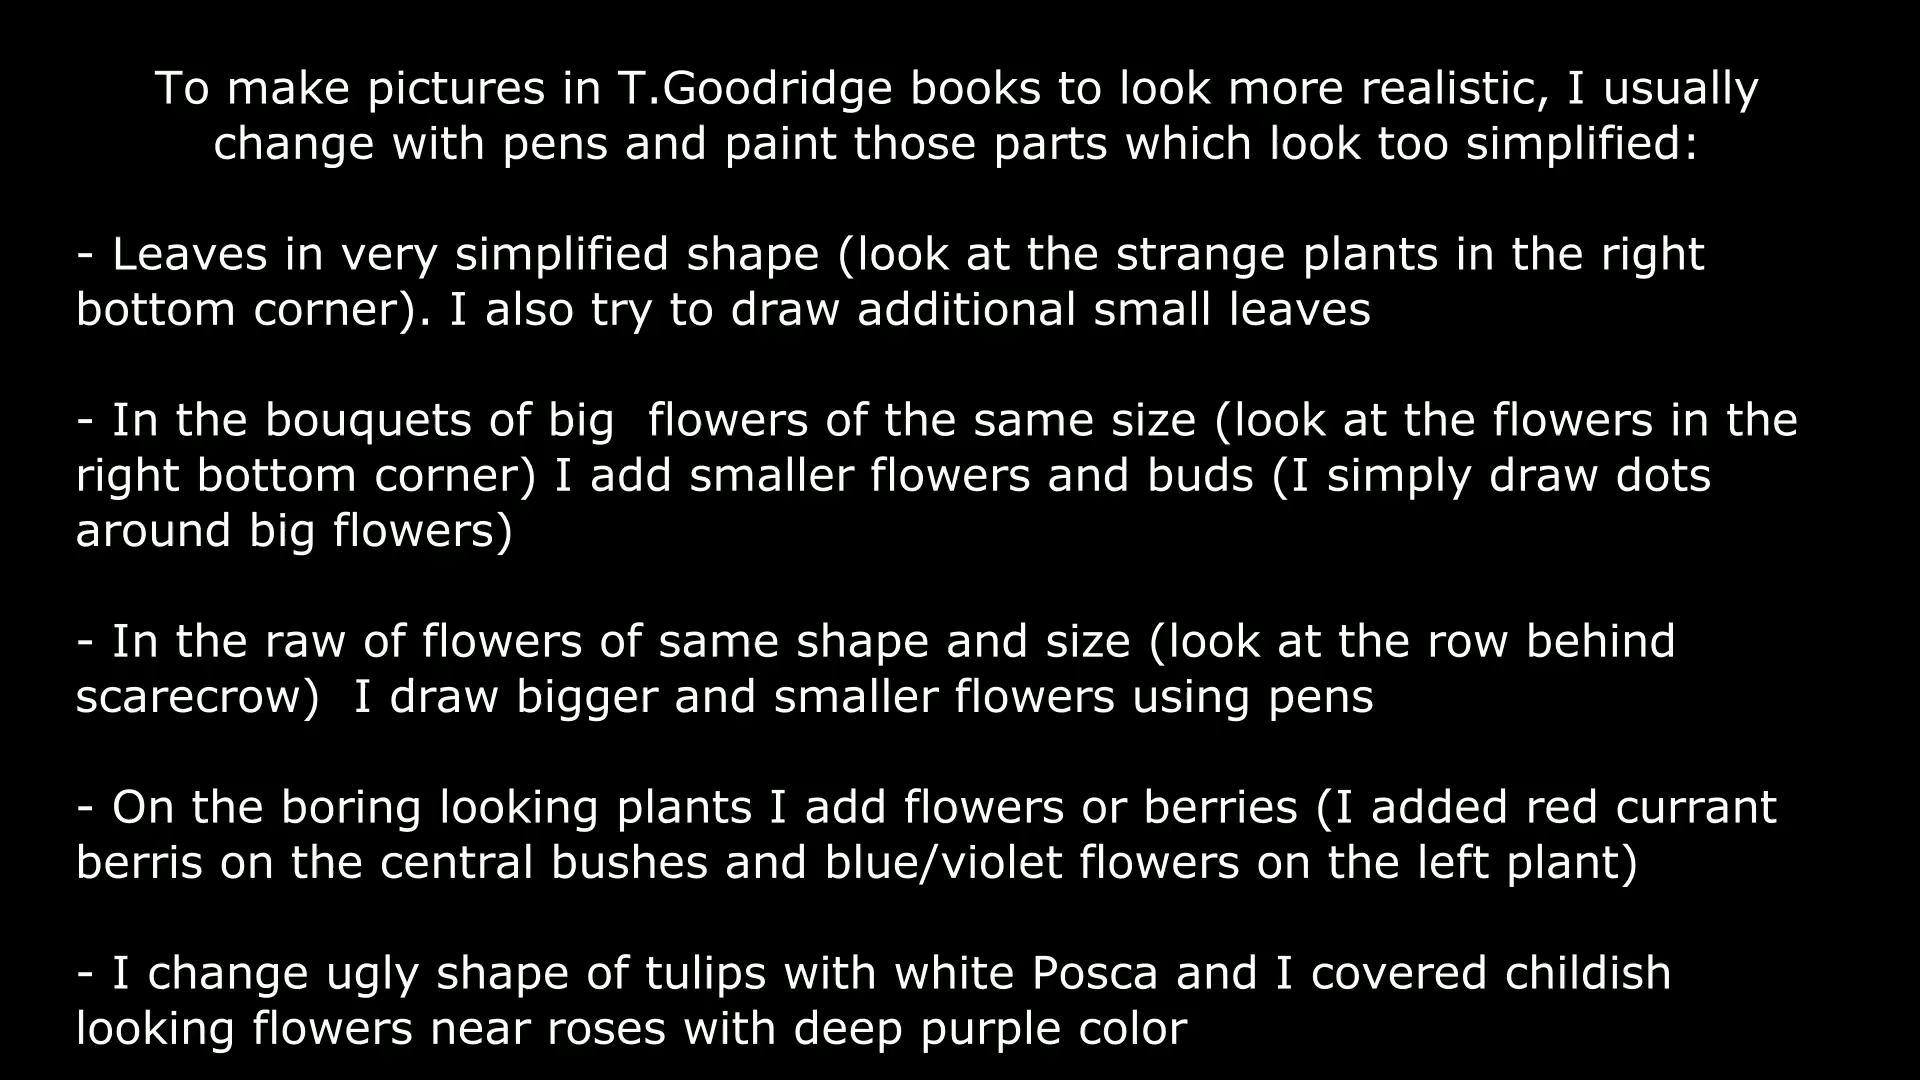 To make pictures in T.Goodridge books to look more realistic, I usually
change with pens and paint those parts which look too simplified:
- Leaves in very simplified shape (look at the strange plants in the right
bottom corner). I also try to draw additional small leaves
- In the bouquets of big  flowers of the same size (look at the flowers in the
right bottom corner) I add smaller flowers and buds (I simply draw dots
around big flowers)
- In the raw of flowers of same shape and size (look at the row behind
scarecrow)  I draw bigger and smaller flowers using pens
- On the boring looking plants I add flowers or berries (I added red currant
berris on the central bushes and blue/violet flowers on the left plant)
- I change ugly shape of tulips with white Posca and I covered childish
looking flowers near roses with deep purple color